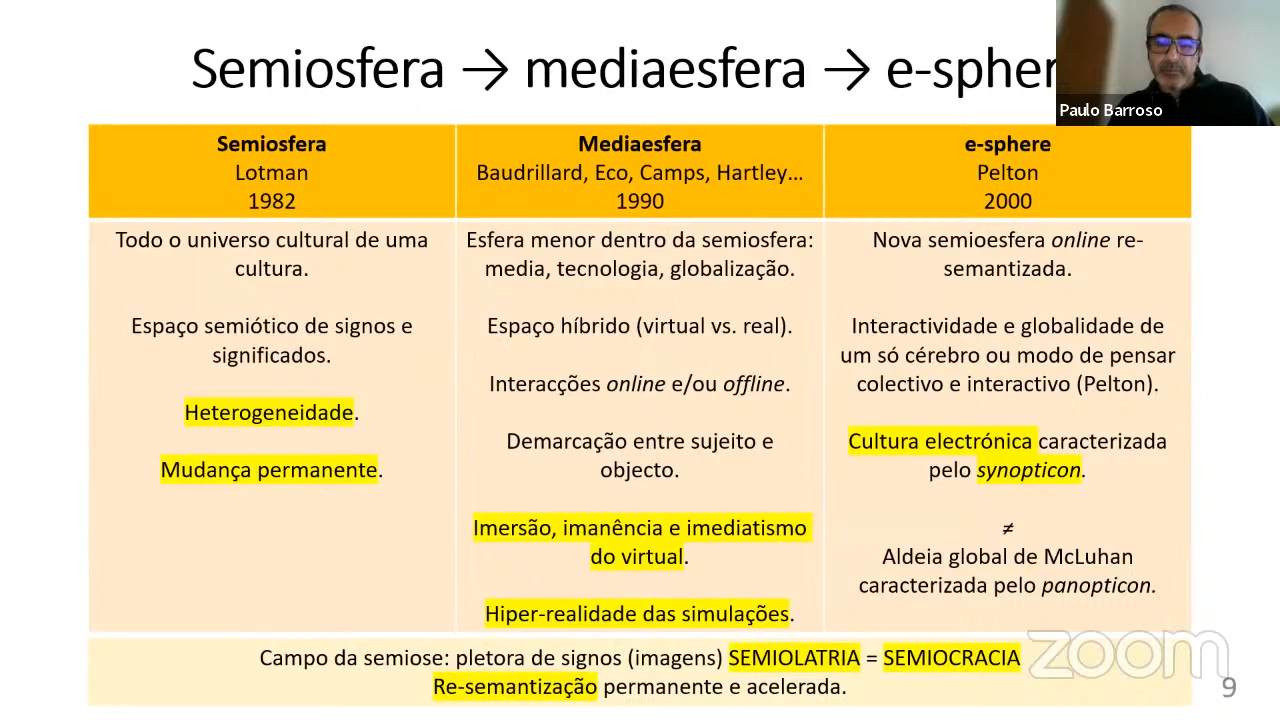 Semiosfera → mediaesfera → e-spher
Paulo Barroso
Semiosfera
Lotman
1982
Mediaesfera
Baudrillard, Eco, Camps, Hartley…
1990
e-sphere
Pelton
2000
Todo o universo cultural de uma
cultura.
Espaço semiótico de signos e
significados.
Heterogeneidade.
Mudança permanente.
Esfera menor dentro da semiosfera:
media, tecnologia, globalização.
Espaço híbrido (virtual vs. real).
Interacções online e/ou offline.
Demarcação entre sujeito e
objecto.
Imersão, imanência e imediatismo
do virtual.
Hiper-realidade das simulações.
Nova semioesfera online re-
semantizada.
Interactividade e globalidade de
um só cérebro ou modo de pensar
colectivo e interactivo (Pelton).
Cultura electrónica caracterizada
pelo synopticon.
≠
Aldeia global de McLuhan
caracterizada pelo panopticon.
Campo da semiose: pletora de signos (imagens) SEMIOLATRIA = SEMIOCRACIA
Re-semantização permanente e acelerada.
zoom
9